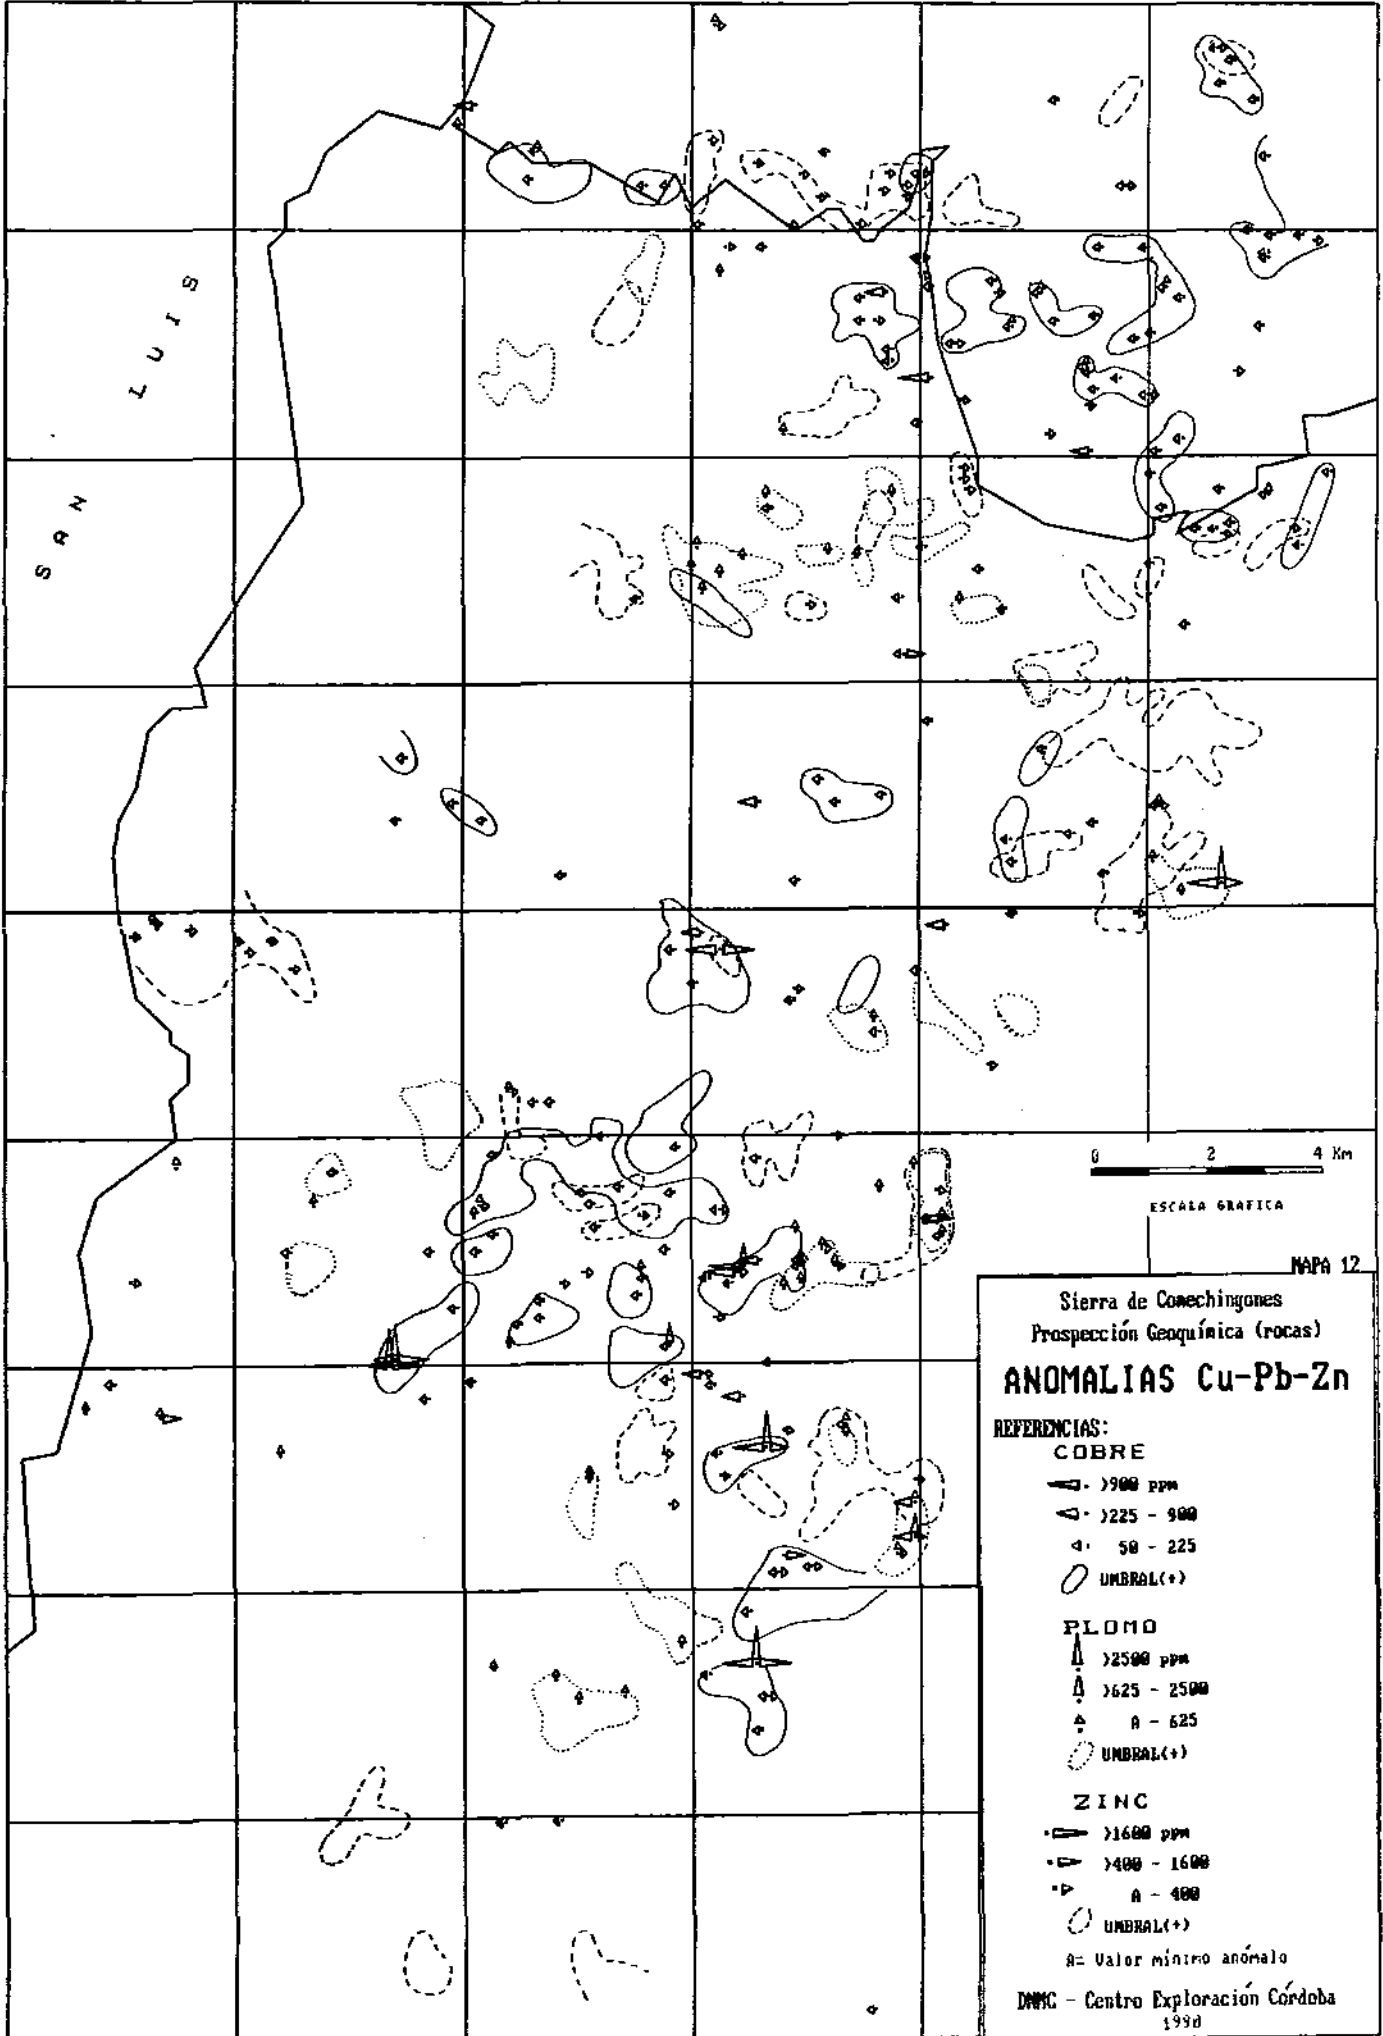 SAN LUIS
0 2 4 Km
ESCALA GRAFICA
MAPA 12
Sierra de Comechingones
Prospección Geoquímica (rocas)
ANOMALIAS Cu-Pb-Zn
REFERENCIAS:
COBRE
>900 ppm
>225 - 900
50 - 225
UMBRAL(+)
PLOMO
>2500 ppm
>625 - 2500
A - 625
UMBRAL(+)
ZINC
>1600 ppm
>400 - 1600
A - 400
UMBRAL(+)
A= Valor mínimo anómalo
DNMC - Centro Exploración Córdoba